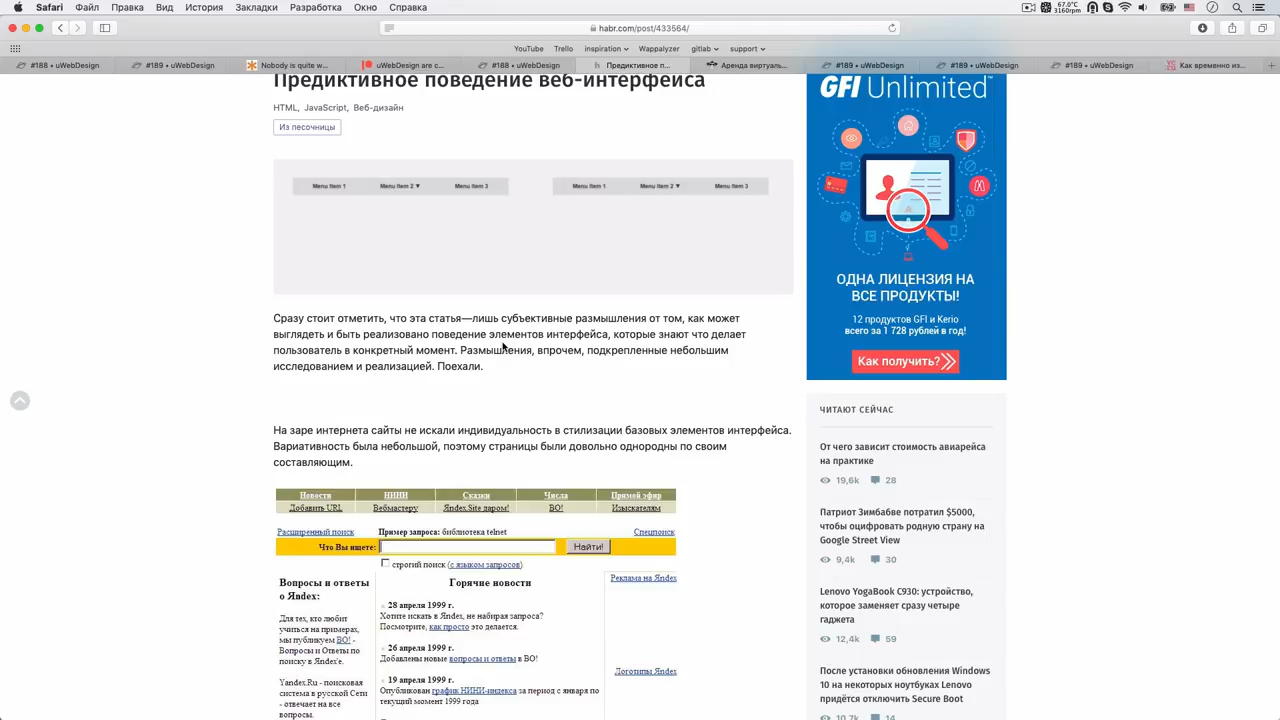 Safari Файл Правка Вид История Закладки Разработка Окно Справка
67.0°C
3160rpm
habr.com/post/433564/
YouTube Trello inspiration Wappalyzer gitlab support
#188 • uWebDesign #189 • uWebDesign Nobody is quite w... uWebDesign are c... #188 • uWebDesign Предиктивное п... Аренда виртуаль... #189 • uWebDesign #189 • uWebDesign #189 • uWebDesign Как временно из...
Предиктивное поведение веб-интерфейса
HTML, JavaScript, Веб-дизайн
Из песочницы
Menu Item 1 Menu Item 2 ▼ Menu Item 3 Menu Item 1 Menu Item 2 ▼ Menu Item 3
Сразу стоит отметить, что эта статья—лишь субъективные размышления от том, как может
выглядеть и быть реализовано поведение элементов интерфейса, которые знают что делает
пользователь в конкретный момент. Размышления, впрочем, подкрепленные небольшим
исследованием и реализацией. Поехали.
На заре интернета сайты не искали индивидуальность в стилизации базовых элементов интерфейса.
Вариативность была небольшой, поэтому страницы были довольно однородны по своим
составляющим.
Новости НИНИ Сказки Числа Прямой эфир
Добавить URL Вебмастеру Яndex.Site даром! ВО! Изыскателям
Расширенный поиск Пример запроса: библиотека telnet Спецпоиск
Что Вы ищете: Найти!
строгий поиск (с языком запросов)
Вопросы и ответы
о Яndex:
Для тех, кто любит
учиться на примерах,
мы публикуем ВО! -
Вопросы и Ответы по
поиску в Яndex'е.
Yandex.Ru - поисковая
система в русской Сети
- отвечает на все
вопросы.
Горячие новости
28 апреля 1999 г.
Хотите искать в Яndex, не набирая запроса?
Посмотрите, как просто это делается.
26 апреля 1999 г.
Добавлены новые вопросы и ответы в ВО!
19 апреля 1999 г.
Опубликован график НИНИ-индекса за период с января по
текущий момент 1999 года
Реклама на Яndex
Логотипы Яndex
GFI Unlimited™
ОДНА ЛИЦЕНЗИЯ НА
ВСЕ ПРОДУКТЫ!
12 продуктов GFI и Kerio
всего за 1 728 рублей в год!
Как получить?
ЧИТАЮТ СЕЙЧАС
От чего зависит стоимость авиарейса
на практике
19,6k 28
Патриот Зимбабве потратил $5000,
чтобы оцифровать родную страну на
Google Street View
9,4k 30
Lenovo YogaBook C930: устройство,
которое заменяет сразу четыре
гаджета
12,4k 59
После установки обновления Windows
10 на некоторых ноутбуках Lenovo
придётся отключить Secure Boot
10,7k 14